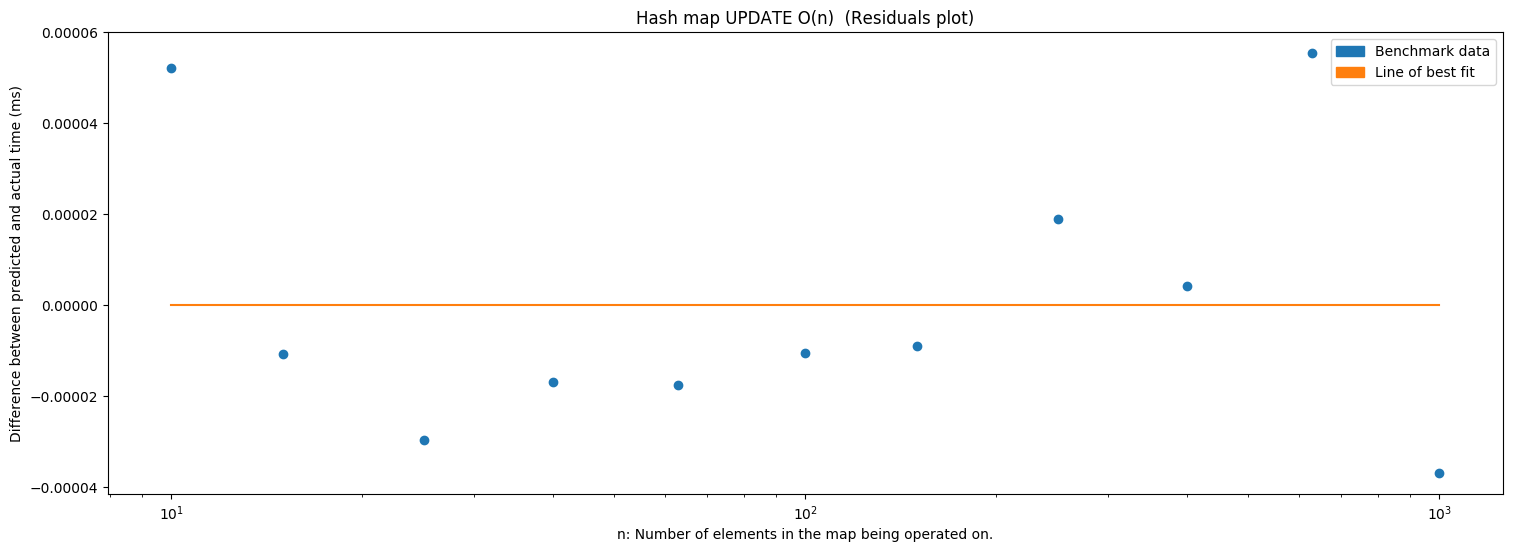 Hash map UPDATE O(n)  (Residuals plot)
Benchmark data
Line of best fit
Difference between predicted and actual time (ms)
0.00006
0.00004
0.00002
0.00000
−0.00002
−0.00004
10¹
10²
10³
n: Number of elements in the map being operated on.